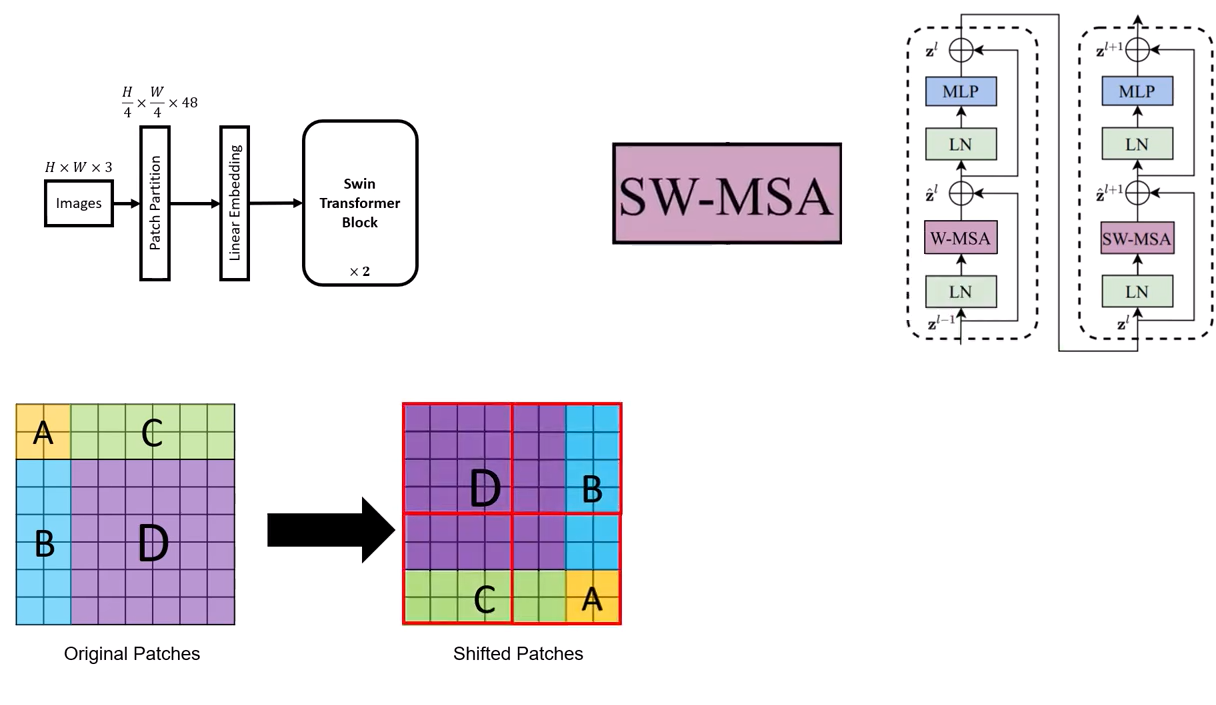 H/4 × W/4 × 48
H × W × 3
Images
Patch Partition
Linear Embedding
Swin
Transformer
Block
× 2
SW-MSA
z^l
MLP
LN
ẑ^l
W-MSA
LN
z^{l-1}
z^{l+1}
MLP
LN
ẑ^{l+1}
SW-MSA
LN
z^l
A
C
B
D
Original Patches
D
B
C
A
Shifted Patches